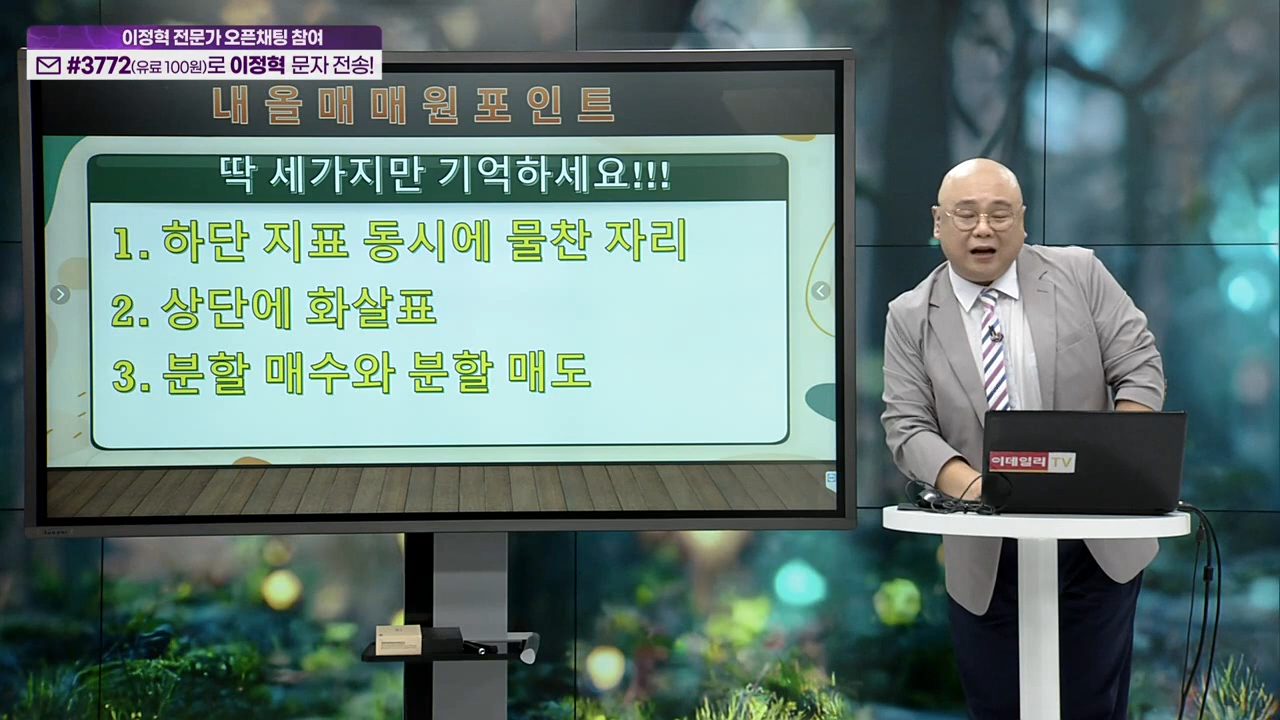 이정혁 전문가 오픈채팅 참여
#3772(유료 100원)로 이정혁 문자 전송!
내올매매원포인트
딱 세가지만 기억하세요!!!
1. 하단 지표 동시에 물찬 자리
2. 상단에 화살표
3. 분할 매수와 분할 매도
이데일리TV